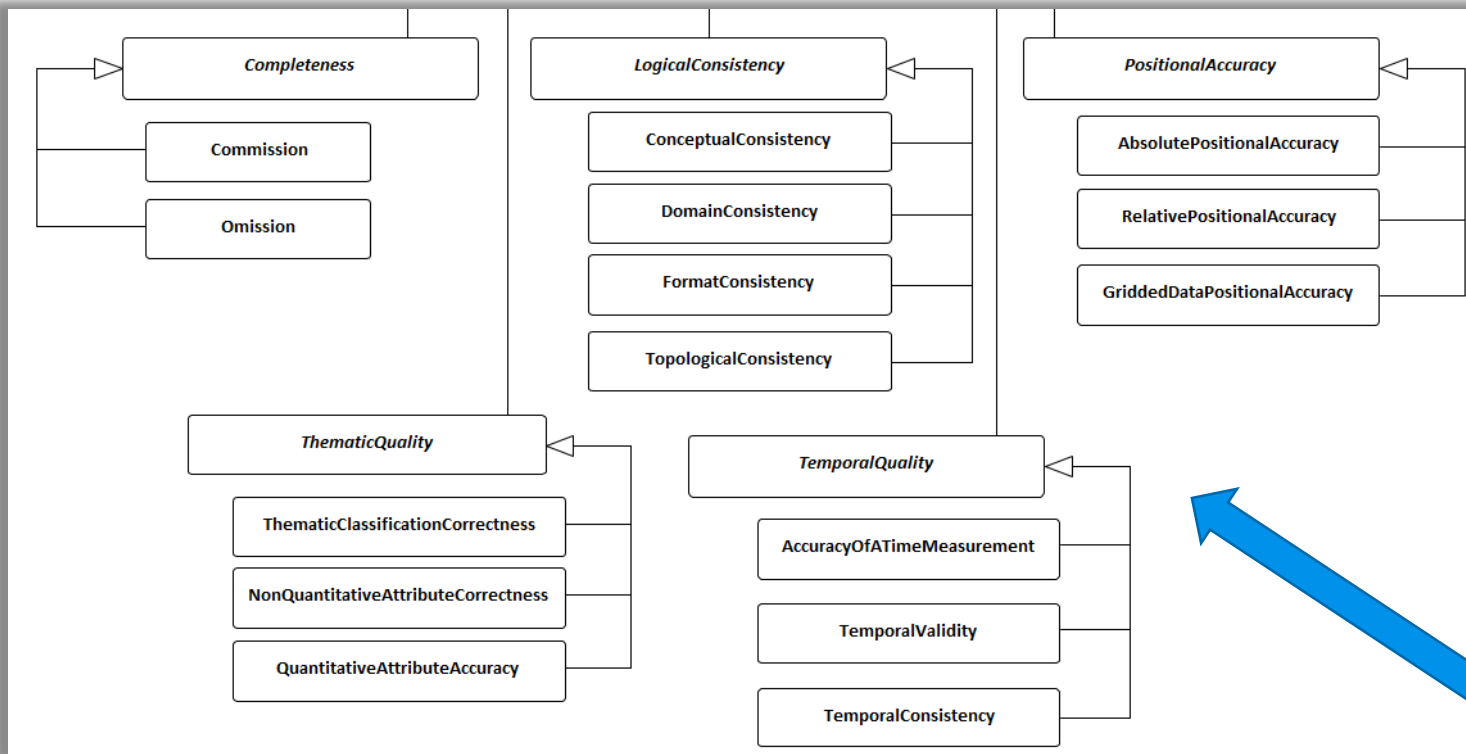 Completeness
Commission
Omission
LogicalConsistency
ConceptualConsistency
DomainConsistency
FormatConsistency
TopologicalConsistency
PositionalAccuracy
AbsolutePositionalAccuracy
RelativePositionalAccuracy
GriddedDataPositionalAccuracy
ThematicQuality
ThematicClassificationCorrectness
NonQuantitativeAttributeCorrectness
QuantitativeAttributeAccuracy
TemporalQuality
AccuracyOfATimeMeasurement
TemporalValidity
TemporalConsistency